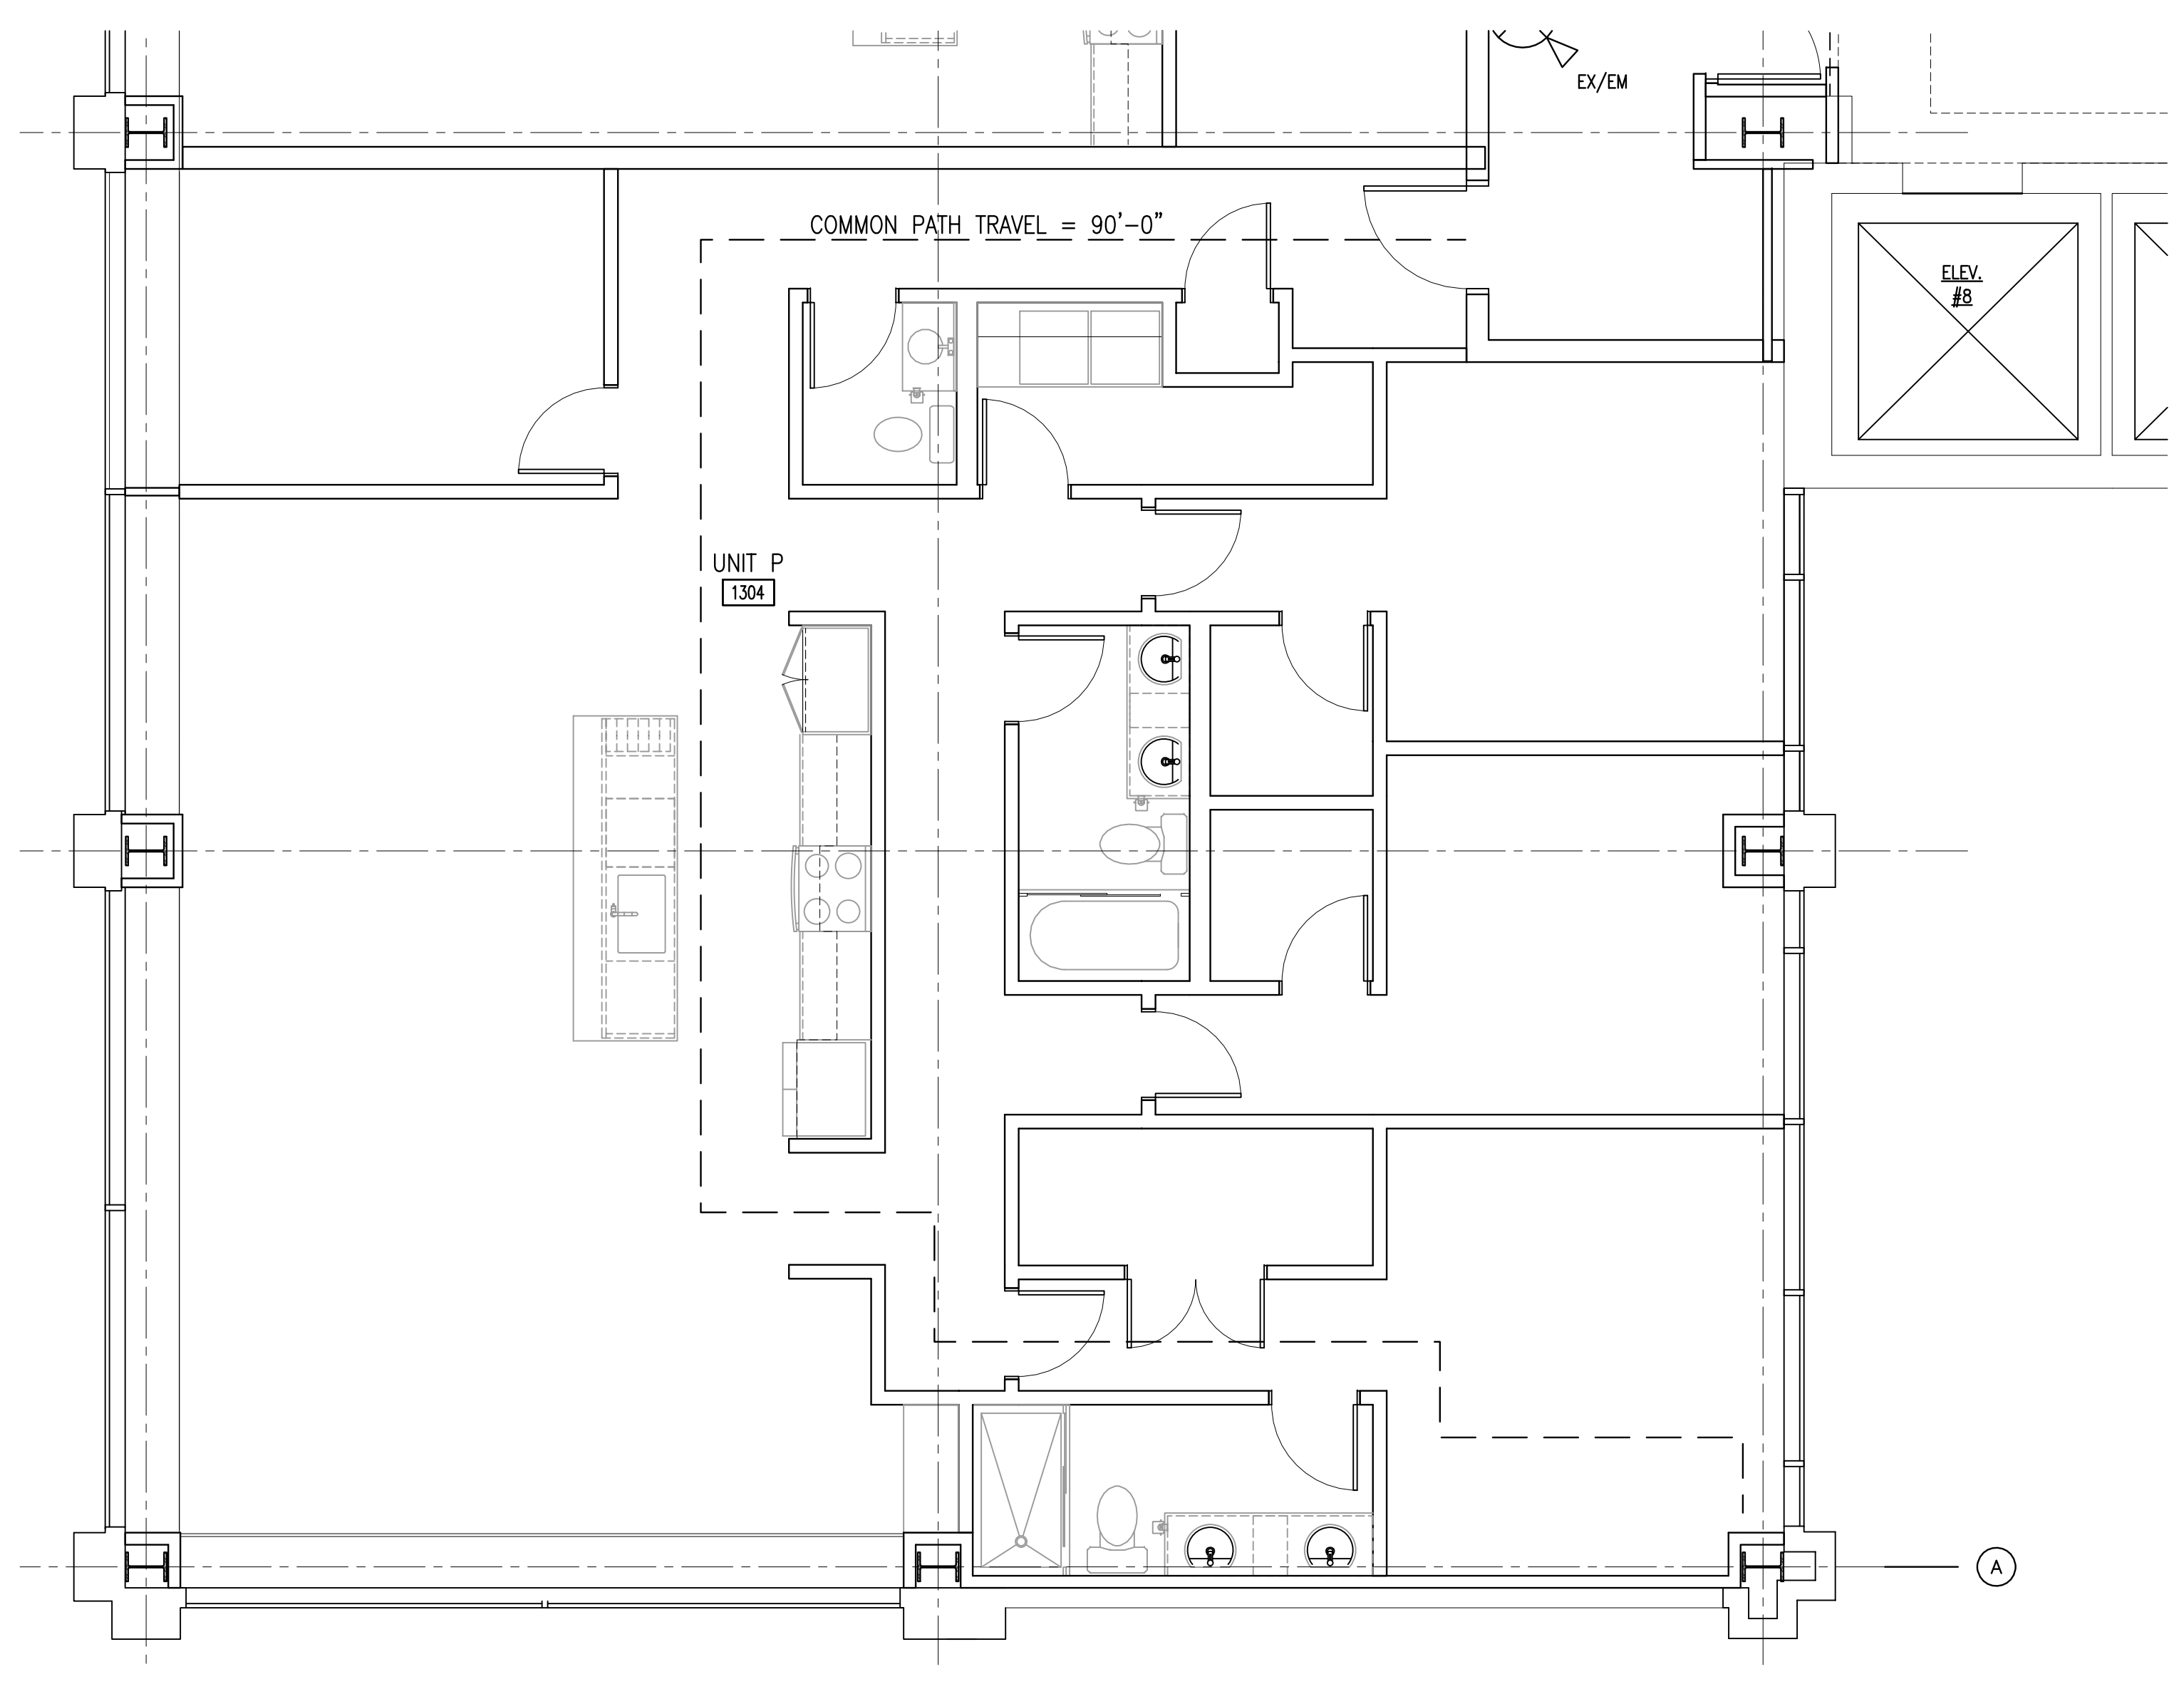 EX/EM
COMMON PATH TRAVEL = 90'-0"
ELEV.
#8
UNIT P
1304
A